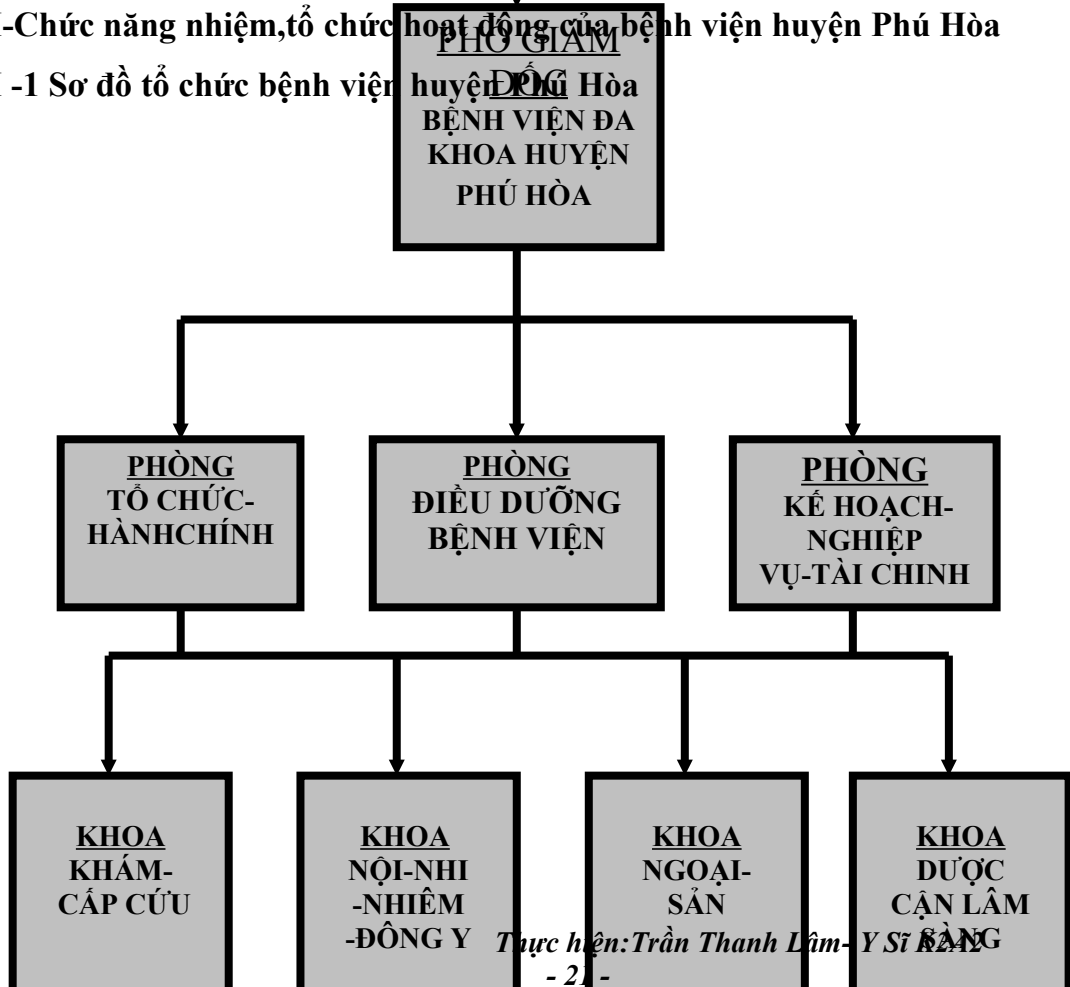 -Chức năng nhiệm,tổ chức hoạt động của bệnh viện huyện Phú Hòa
-1 Sơ đồ tổ chức bệnh viện huyện Phú Hòa
PHÓ GIÁM
ĐỐC
BỆNH VIỆN ĐA
KHOA HUYỆN
PHÚ HÒA
PHÒNG
TỔ CHỨC-
HÀNHCHÍNH
PHÒNG
ĐIỀU DƯỠNG
BỆNH VIỆN
PHÒNG
KẾ HOẠCH-
NGHIỆP
VỤ-TÀI CHINH
KHOA
KHÁM-
CẤP CỨU
KHOA
NỘI-NHI
-NHIÊM
-ĐÔNG Y
KHOA
NGOẠI-
SẢN
KHOA
DƯỢC
CẬN LÂM
SÀNG
Thực hiện:Trần Thanh Lâm- Y Sĩ K2A2
- 21 -